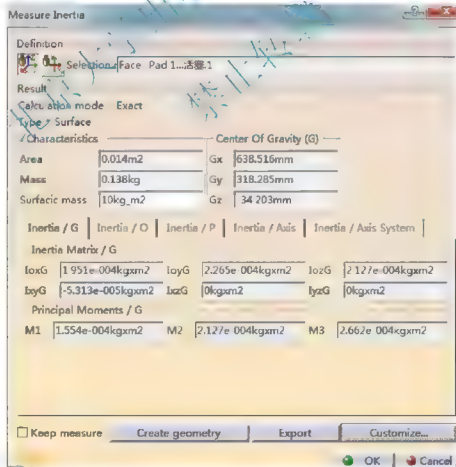 Measure Inertia
Definition
Selection: Face Pad 1...活塞.1
Result
Calculation mode Exact
Type : Surface
Characteristics
Center Of Gravity (G)
Area 0.014m2 Gx 638.516mm
Mass 0.138kg Gy 318.285mm
Surfacic mass 10kg_m2 Gz 34 203mm
Inertia / G Inertia / O Inertia / P Inertia / Axis Inertia / Axis System
Inertia Matrix / G
IoxG 1 951e-004kgxm2 IoyG 2.265e-004kgxm2 IozG 2 127e-004kgxm2
IxyG -5.313e-005kgxm2 IxzG 0kgxm2 IyzG 0kgxm2
Principal Moments / G
M1 1.554e-004kgxm2 M2 2.127e 004kgxm2 M3 2.662e 004kgxm2
Keep measure Create geometry Export Customize...
OK Cancel